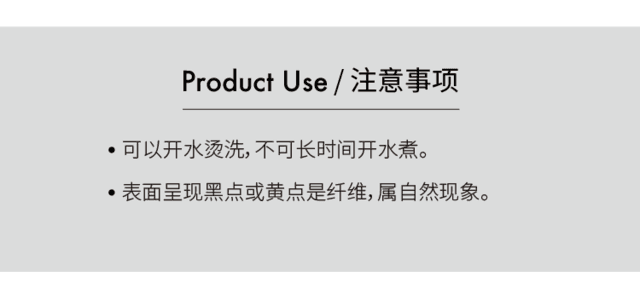 Product Use / 注意事项
• 可以开水烫洗，不可长时间开水煮。
• 表面呈现黑点或黄点是纤维，属自然现象。